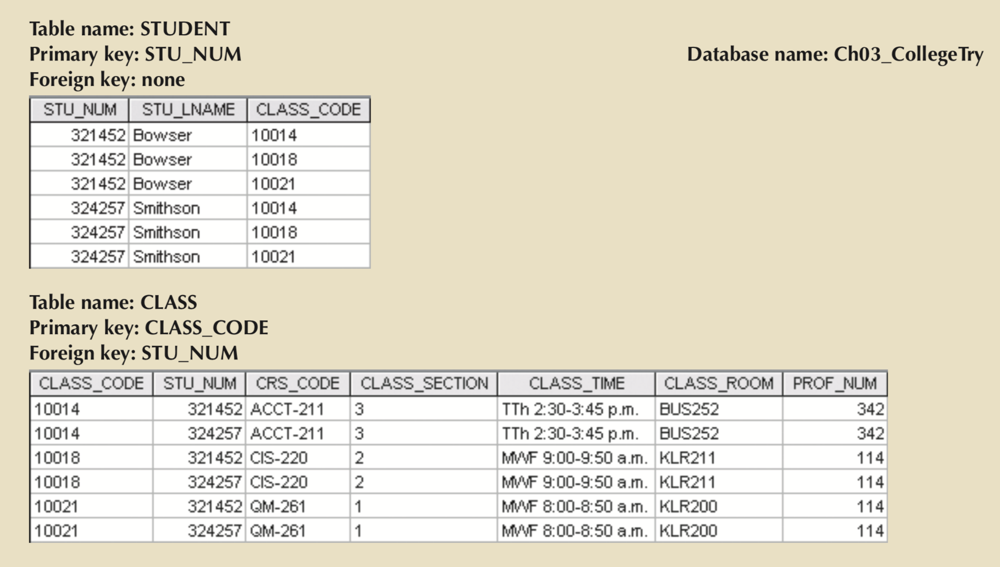 Table name: STUDENT
Primary key: STU_NUM
Database name: Ch03_CollegeTry
Foreign key: none
STU_NUM STU_LNAME CLASS_CODE
321452 Bowser 10014
321452 Bowser 10018
321452 Bowser 10021
324257 Smithson 10014
324257 Smithson 10018
324257 Smithson 10021
Table name: CLASS
Primary key: CLASS_CODE
Foreign key: STU_NUM
CLASS_CODE STU_NUM CRS_CODE CLASS_SECTION CLASS_TIME CLASS_ROOM PROF_NUM
10014 321452 ACCT-211 3 TTh 2:30-3:45 p.m. BUS252 342
10014 324257 ACCT-211 3 TTh 2:30-3:45 p.m. BUS252 342
10018 321452 CIS-220 2 MWF 9:00-9:50 a.m. KLR211 114
10018 324257 CIS-220 2 MWF 9:00-9:50 a.m. KLR211 114
10021 321452 QM-261 1 MWF 8:00-8:50 a.m. KLR200 114
10021 324257 QM-261 1 MWF 8:00-8:50 a.m. KLR200 114